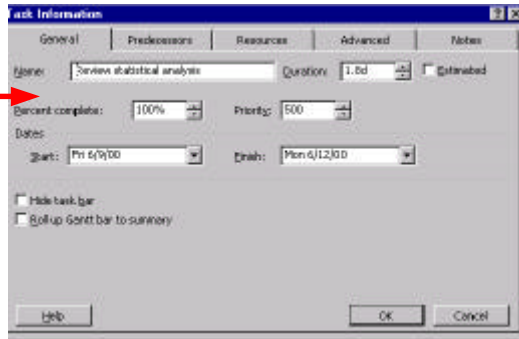 Task Information
General Predecessors Resources Advanced Notes
Name: Review statistical analysis Duration: 1.8d Estimated
Percent complete: 100% Priority: 500
Dates
Start: Fri 6/9/00 Finish: Mon 6/12/00
Hide task bar
Roll up Gantt bar to summary
Help OK Cancel